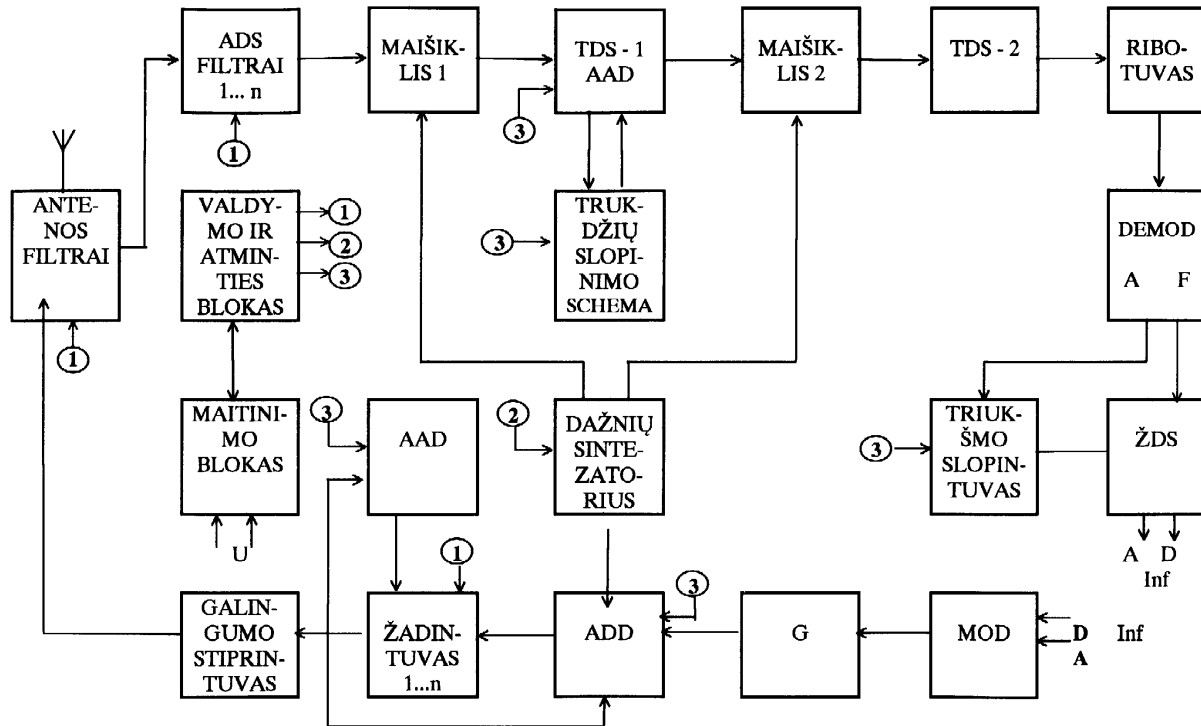 ADS
FILTRAI
1... n
MAIŠIK-
LIS 1
TDS - 1
AAD
MAIŠIK-
LIS 2
TDS - 2
RIBO-
TUVAS
3
1
ANTE-
NOS
FILTRAI
VALDY-
MO IR
ATMIN-
TIES
BLOKAS
1
2
3
3
TRUK-
DŽIŲ
SLOPI-
NIMO
SCHEMA
DEMOD
A F
1
MAITINI-
MO
BLOKAS
3
AAD
2
DAŽNIŲ
SINTE-
ZATO-
RIUS
3
TRIUK-
ŠMO
SLOPIN-
TUVAS
ŽDS
U
A D
Inf
1
3
GALIN-
GUMO
STIPRIN-
TUVAS
ŽADIN-
TUVAS
1...n
ADD
G
MOD
D Inf
A